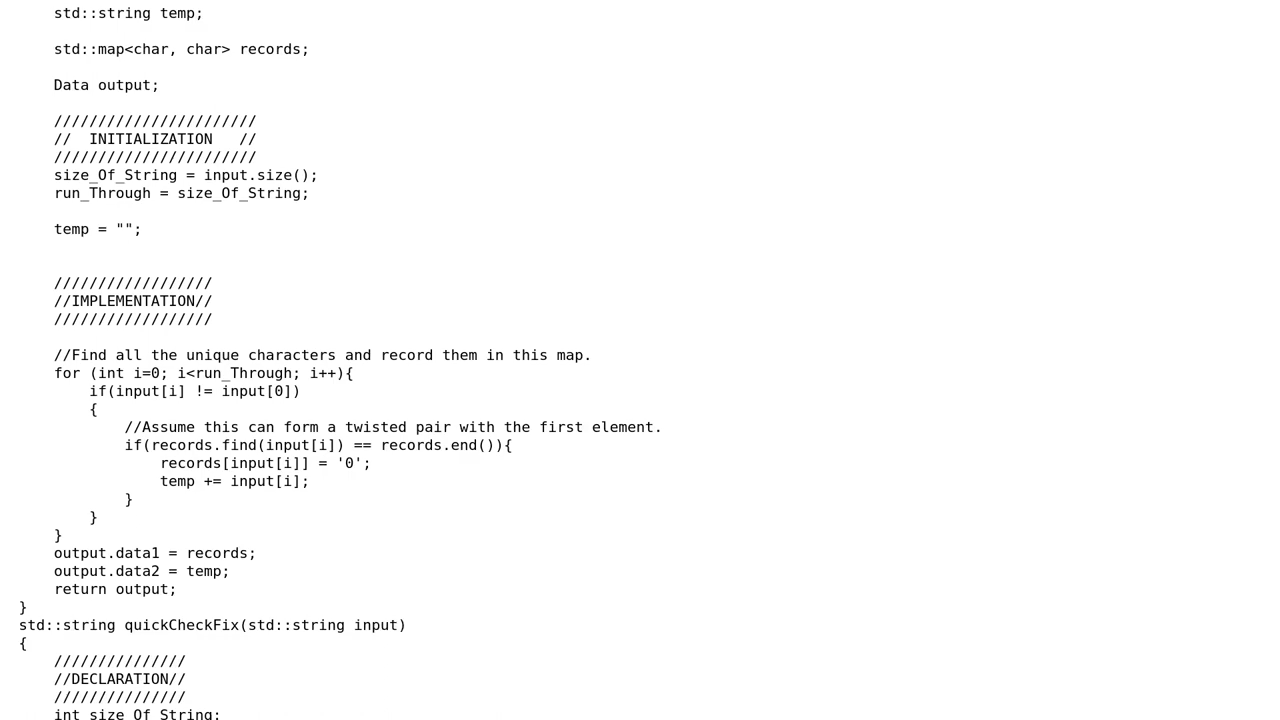 std::string temp;
std::map<char, char> records;
Data output;
///////////////////////
//  INITIALIZATION   //
///////////////////////
size_Of_String = input.size();
run_Through = size_Of_String;
temp = "";
//////////////////
//IMPLEMENTATION//
//////////////////
//Find all the unique characters and record them in this map.
for (int i=0; i<run_Through; i++){
if(input[i] != input[0])
{
//Assume this can form a twisted pair with the first element.
if(records.find(input[i]) == records.end()){
records[input[i]] = '0';
temp += input[i];
}
}
}
output.data1 = records;
output.data2 = temp;
return output;
}
std::string quickCheckFix(std::string input)
{
///////////////
//DECLARATION//
///////////////
int size_Of_String;